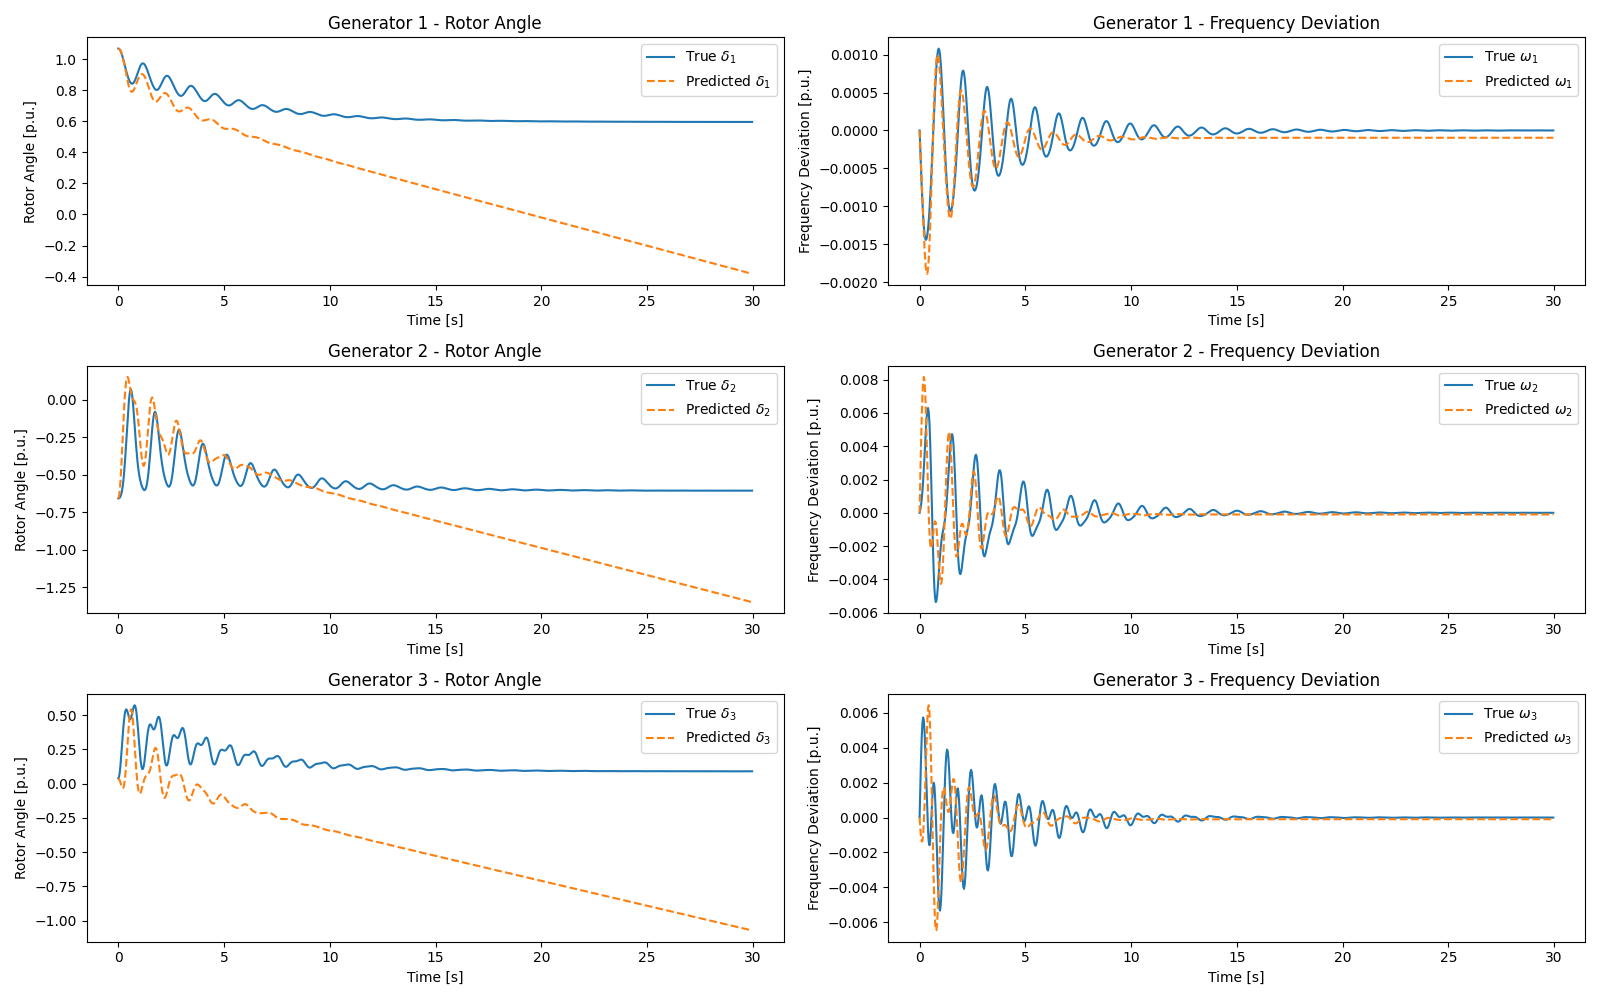 Generator 1 - Rotor Angle
Rotor Angle [p.u.]
1.0
0.8
0.6
0.4
0.2
0.0
−0.2
−0.4
True δ1
Predicted δ1
0 5 10 15 20 25 30
Time [s]
Generator 1 - Frequency Deviation
Frequency Deviation [p.u.]
0.0010
0.0005
0.0000
−0.0005
−0.0010
−0.0015
−0.0020
True ω1
Predicted ω1
0 5 10 15 20 25 30
Time [s]
Generator 2 - Rotor Angle
Rotor Angle [p.u.]
0.00
−0.25
−0.50
−0.75
−1.00
−1.25
True δ2
Predicted δ2
0 5 10 15 20 25 30
Time [s]
Generator 2 - Frequency Deviation
Frequency Deviation [p.u.]
0.008
0.006
0.004
0.002
0.000
−0.002
−0.004
−0.006
True ω2
Predicted ω2
0 5 10 15 20 25 30
Time [s]
Generator 3 - Rotor Angle
Rotor Angle [p.u.]
0.50
0.25
0.00
−0.25
−0.50
−0.75
−1.00
True δ3
Predicted δ3
0 5 10 15 20 25 30
Time [s]
Generator 3 - Frequency Deviation
Frequency Deviation [p.u.]
0.006
0.004
0.002
0.000
−0.002
−0.004
−0.006
True ω3
Predicted ω3
0 5 10 15 20 25 30
Time [s]